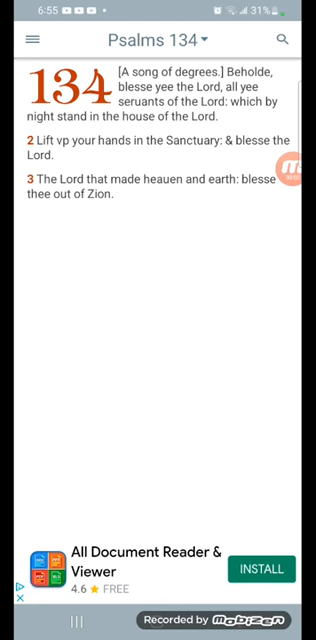 6:55 31%
Psalms 134
134 [A song of degrees.] Beholde,
blesse yee the Lord, all yee
seruants of the Lord: which by
night stand in the house of the Lord.
2 Lift vp your hands in the Sanctuary: & blesse the
Lord.
3 The Lord that made heauen and earth: blesse
thee out of Zion.
All Document Reader &
Viewer
4.6 ★ FREE
INSTALL
Recorded by Mobizen